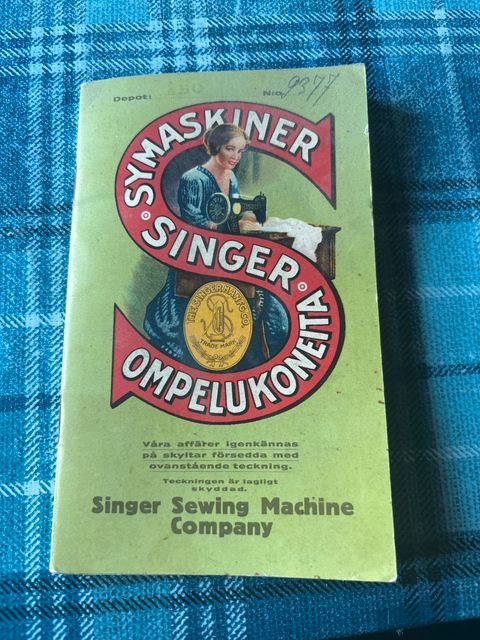 Depot: ÅBO
N:o 9377
SYMASKINER
SINGER
OMPELUKONEITA
THE SINGER MANFG. CO.
TRADE MARK
Våra affärer igenkännas
på skyltar försedda med
ovanstående teckning.
Teckningen är lagligt
skyddad.
Singer Sewing Machine
Company